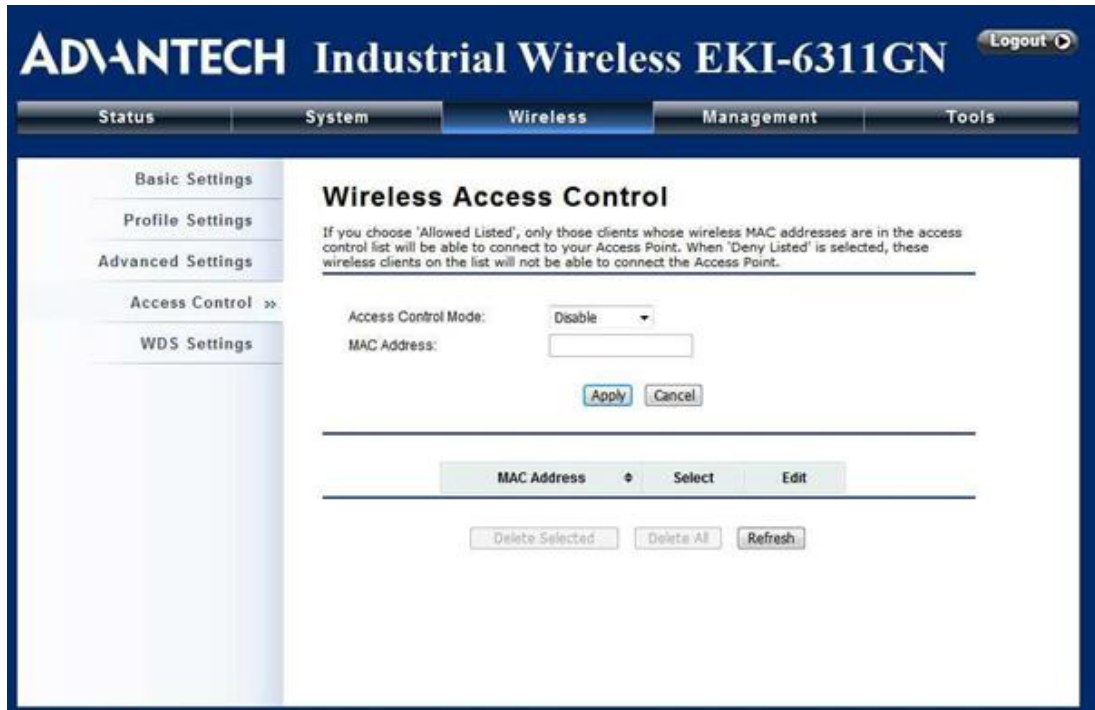 ADVANTECH Industrial Wireless EKI-6311GN
Logout
Status System Wireless Management Tools
Basic Settings
Profile Settings
Advanced Settings
Access Control »
WDS Settings
Wireless Access Control
If you choose 'Allowed Listed', only those clients whose wireless MAC addresses are in the access
control list will be able to connect to your Access Point. When 'Deny Listed' is selected, these
wireless clients on the list will not be able to connect the Access Point.
Access Control Mode: Disable
MAC Address:
Apply Cancel
MAC Address Select Edit
Delete Selected Delete All Refresh